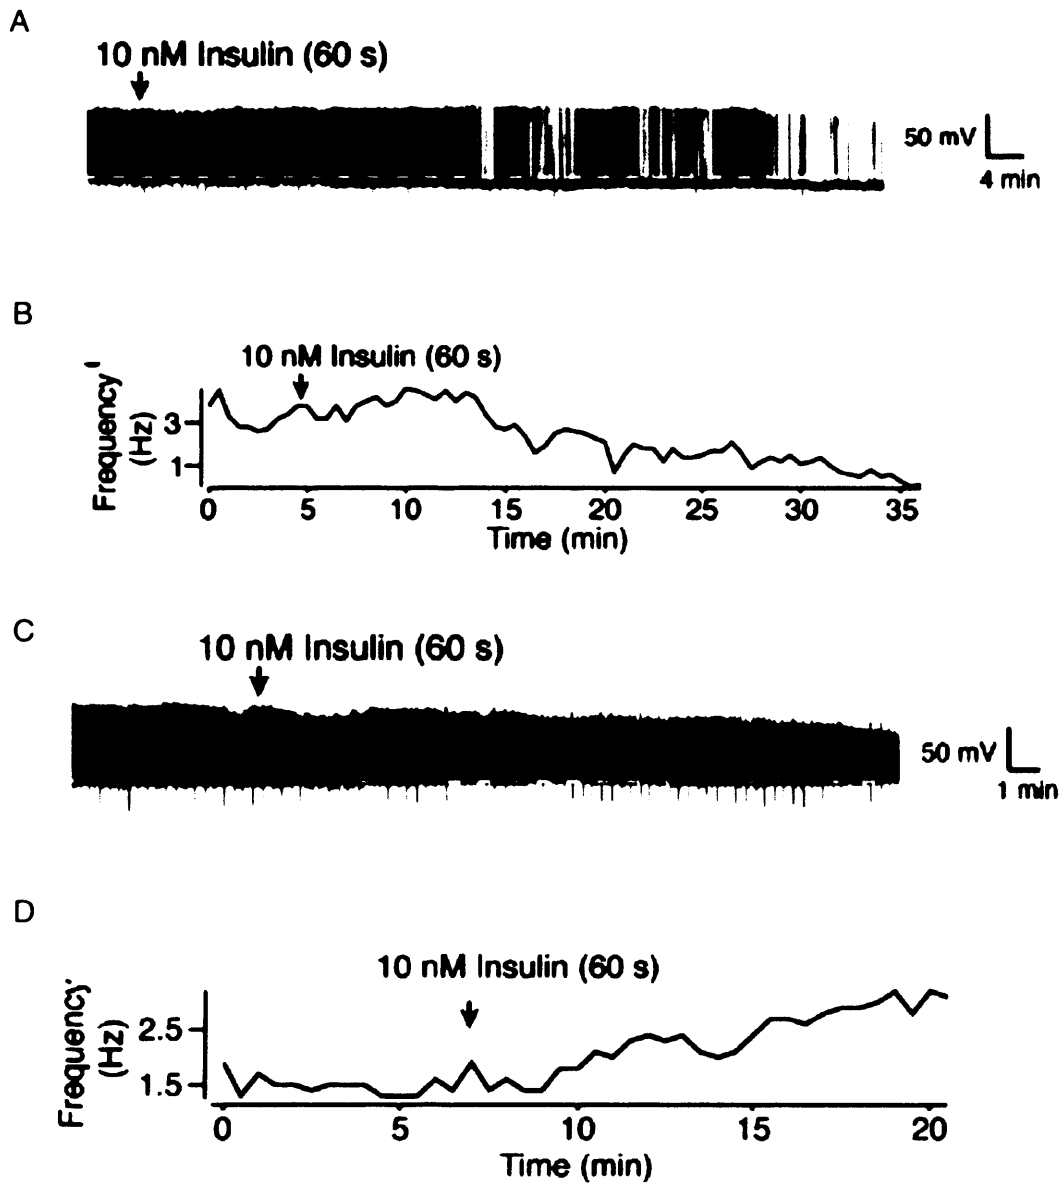 A
10 nM Insulin (60 s)
50 mV
4 min
B
10 nM Insulin (60 s)
Frequency
(Hz)
3
1
0 5 10 15 20 25 30 35
Time (min)
C
10 nM Insulin (60 s)
50 mV
1 min
D
10 nM Insulin (60 s)
Frequency
(Hz)
2.5
1.5
0 5 10 15 20
Time (min)